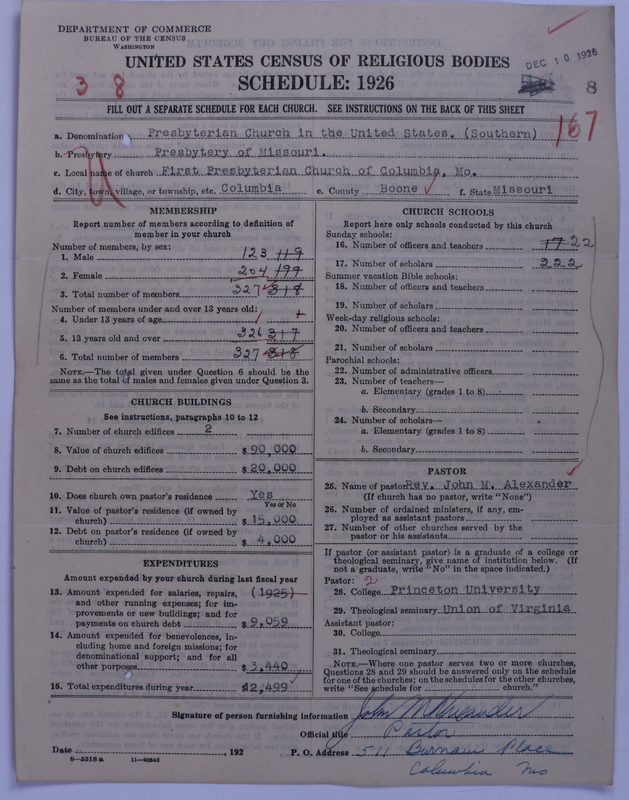 DEPARTMENT OF COMMERCE
BUREAU OF THE CENSUS
WASHINGTON
DEC 10 1926
UNITED STATES CENSUS OF RELIGIOUS BODIES
SCHEDULE: 1926
3 8
8
FILL OUT A SEPARATE SCHEDULE FOR EACH CHURCH. SEE INSTRUCTIONS ON THE BACK OF THIS SHEET
167
a. Denomination Presbyterian Church in the United States. (Southern)
b. Presbytery Presbytery of Missouri.
c. Local name of church First Presbyterian Church of Columbia, Mo.
d. City, town, village, or township, etc. Columbia e. County Boone f. State Missouri
MEMBERSHIP
Report number of members according to definition of member in your church
Number of members, by sex:
1. Male 123 119
2. Female 204 199
3. Total number of members 327 318
Number of members under and over 13 years old:
4. Under 13 years of age 1 1
5. 13 years old and over 326 317
6. Total number of members 327 318
NOTE.—The total given under Question 6 should be the same as the total of males and females given under Question 3.
CHURCH BUILDINGS
See instructions, paragraphs 10 to 12
7. Number of church edifices 2
8. Value of church edifices $90,000
9. Debt on church edifices $20,000
10. Does church own pastor's residence Yes
Yes or No
11. Value of pastor's residence (if owned by church) $15,000
12. Debt on pastor's residence (if owned by church) $4,000
EXPENDITURES
Amount expended by your church during last fiscal year
13. Amount expended for salaries, repairs, (1925)
and other running expenses; for improvements or new buildings; and for payments on church debt $9,059
14. Amount expended for benevolences, including home and foreign missions; for denominational support; and for all other purposes $3,440
15. Total expenditures during year $12,499
CHURCH SCHOOLS
Report here only schools conducted by this church
Sunday schools:
16. Number of officers and teachers 17 22
17. Number of scholars 222
Summer vacation Bible schools:
18. Number of officers and teachers
19. Number of scholars
Week-day religious schools:
20. Number of officers and teachers
21. Number of scholars
Parochial schools:
22. Number of administrative officers
23. Number of teachers—
a. Elementary (grades 1 to 8)
b. Secondary
24. Number of scholars—
a. Elementary (grades 1 to 8)
b. Secondary
PASTOR
25. Name of pastor Rev. John M. Alexander
(If church has no pastor, write "None")
26. Number of ordained ministers, if any, employed as assistant pastors
27. Number of other churches served by the pastor or his assistants
If pastor (or assistant pastor) is a graduate of a college or theological seminary, give name of institution below. (If not a graduate, write "No" in the space indicated.)
Pastor: 2
28. College Princeton University
29. Theological seminary Union of Virginia
Assistant pastor:
30. College
31. Theological seminary
NOTE.—Where one pastor serves two or more churches, Questions 28 and 29 should be answered only on the schedule for one of the churches; on the schedules for the other churches, write "See schedule for ........ church."
Signature of person furnishing information John M Alexander
Official title Pastor
Date , 192 P. O. Address 511 Burnam Place
Columbia Mo
8—5518 a